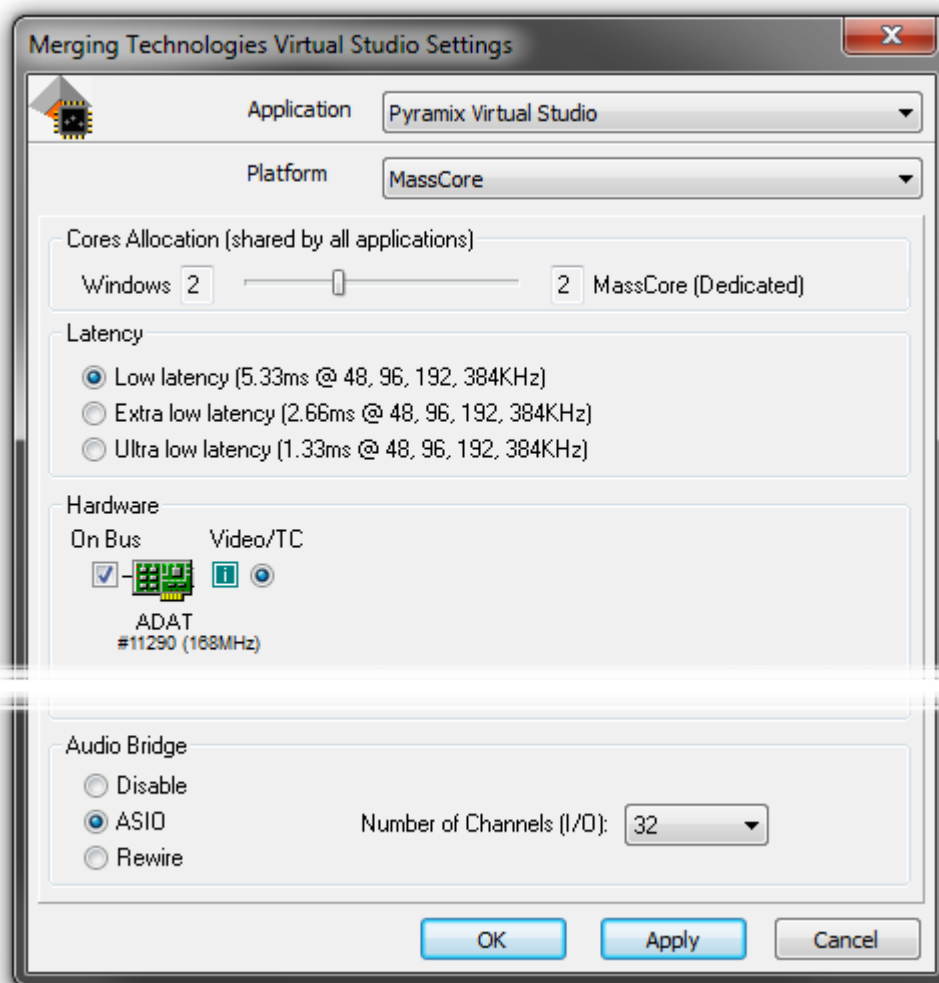 Merging Technologies Virtual Studio Settings
Application Pyramix Virtual Studio
Platform MassCore
Cores Allocation (shared by all applications)
Windows 2 2 MassCore (Dedicated)
Latency
Low latency (5.33ms @ 48, 96, 192, 384KHz)
Extra low latency (2.66ms @ 48, 96, 192, 384KHz)
Ultra low latency (1.33ms @ 48, 96, 192, 384KHz)
Hardware
On Bus Video/TC
i
ADAT
#11290 (168MHz)
Audio Bridge
Disable
ASIO Number of Channels (I/O): 32
Rewire
OK Apply Cancel